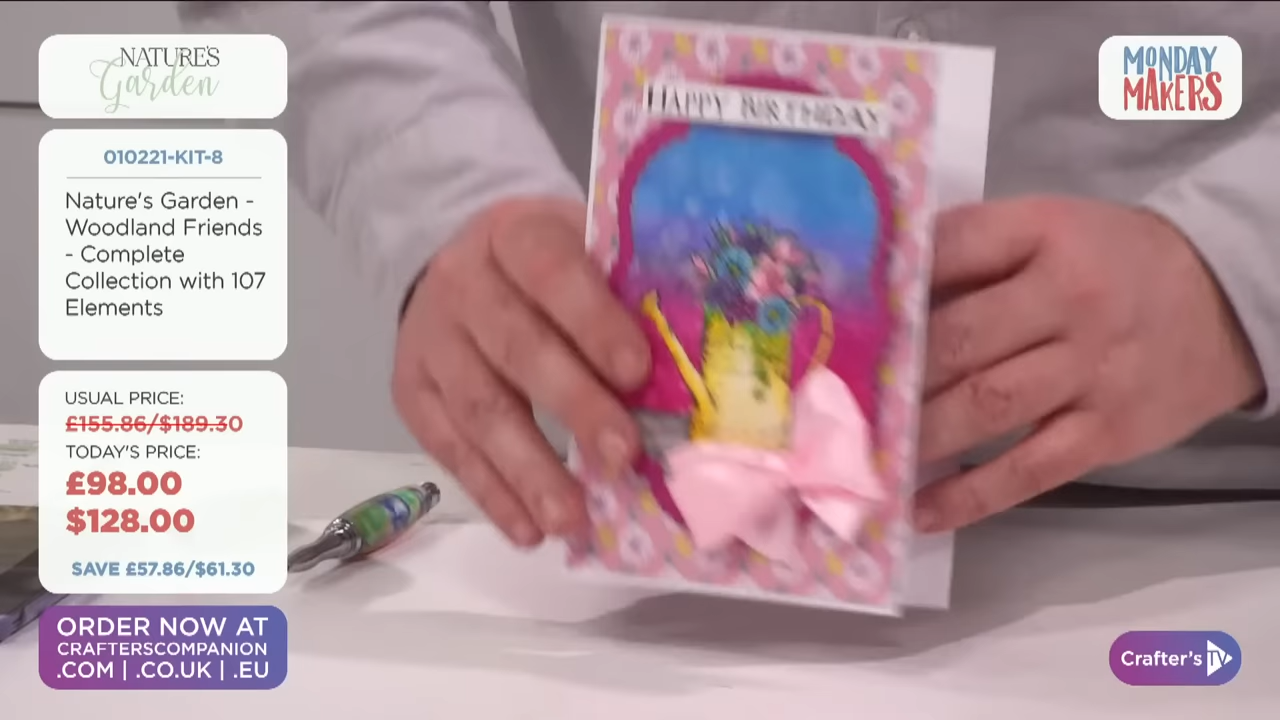 NATURE'S
Garden
010221-KIT-8
Nature's Garden -
Woodland Friends
- Complete
Collection with 107
Elements
USUAL PRICE:
£155.86/$189.30
TODAY'S PRICE:
£98.00
$128.00
SAVE £57.86/$61.30
ORDER NOW AT
CRAFTERSCOMPANION
.COM | .CO.UK | .EU
HAPPY BIRTHDAY
MONDAY
MAKERS
Crafter's TV